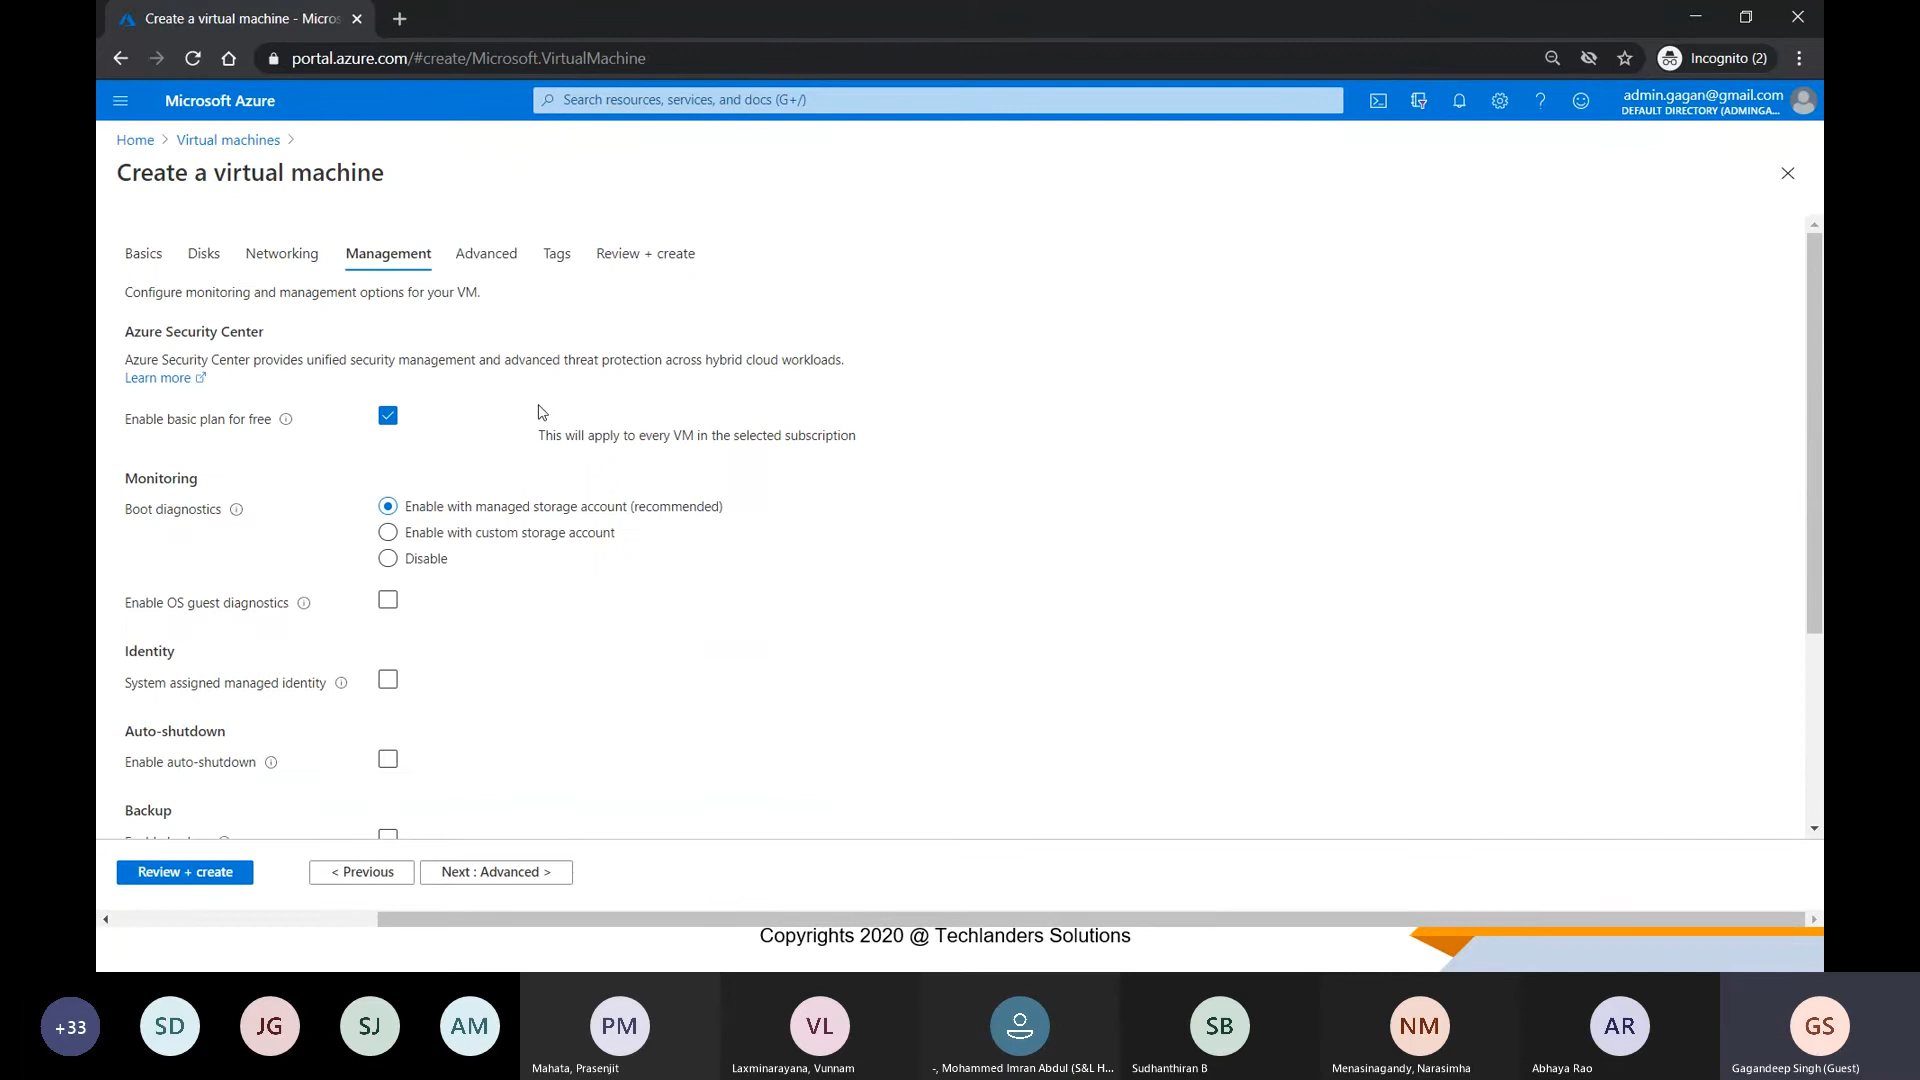 Create a virtual machine - Micros
portal.azure.com/#create/Microsoft.VirtualMachine
Incognito (2)
Microsoft Azure
Search resources, services, and docs (G+/)
admin.gagan@gmail.com
DEFAULT DIRECTORY (ADMINGA...
Home > Virtual machines >
Create a virtual machine
Basics Disks Networking Management Advanced Tags Review + create
Configure monitoring and management options for your VM.
Azure Security Center
Azure Security Center provides unified security management and advanced threat protection across hybrid cloud workloads.
Learn more
Enable basic plan for free
This will apply to every VM in the selected subscription
Monitoring
Boot diagnostics
Enable with managed storage account (recommended)
Enable with custom storage account
Disable
Enable OS guest diagnostics
Identity
System assigned managed identity
Auto-shutdown
Enable auto-shutdown
Backup
Review + create
< Previous
Next : Advanced >
Copyrights 2020 @ Techlanders Solutions
+33 SD JG SJ AM PM VL SB NM AR GS
Mahata, Prasenjit
Laxminarayana, Vunnam
-, Mohammed Imran Abdul (S&L H...
Sudhanthiran B
Menasinagandy, Narasimha
Abhaya Rao
Gagandeep Singh (Guest)